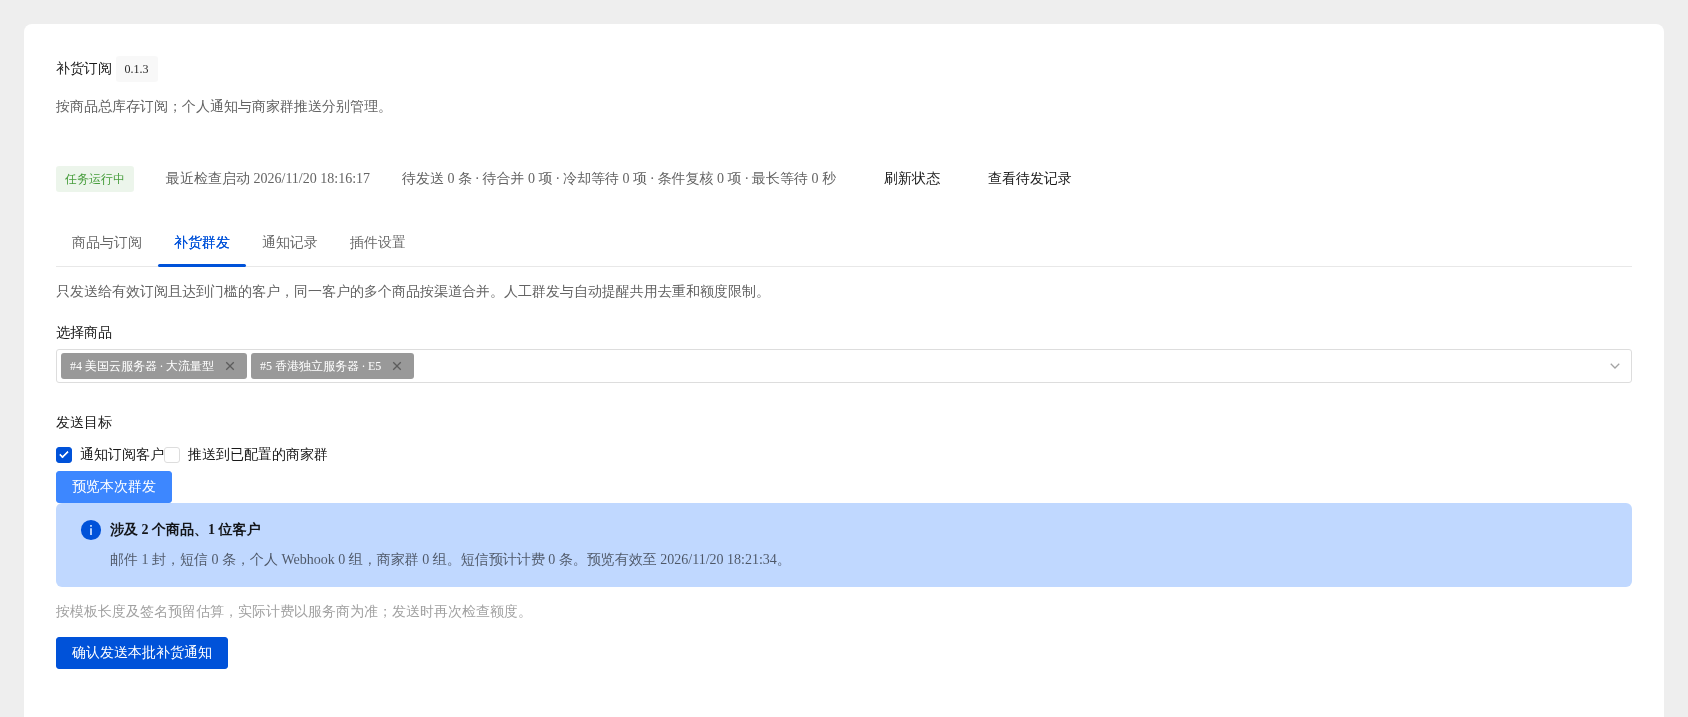 补货订阅 0.1.3
按商品总库存订阅；个人通知与商家群推送分别管理。
任务运行中 最近检查启动 2026/11/20 18:16:17 待发送 0 条 · 待合并 0 项 · 冷却等待 0 项 · 条件复核 0 项 · 最长等待 0 秒 刷新状态 查看待发记录
商品与订阅 补货群发 通知记录 插件设置
只发送给有效订阅且达到门槛的客户，同一客户的多个商品按渠道合并。人工群发与自动提醒共用去重和额度限制。
选择商品
#4 美国云服务器 · 大流量型 #5 香港独立服务器 · E5
发送目标
通知订阅客户 推送到已配置的商家群
预览本次群发
涉及 2 个商品、1 位客户
邮件 1 封，短信 0 条，个人 Webhook 0 组，商家群 0 组。短信预计计费 0 条。预览有效至 2026/11/20 18:21:34。
按模板长度及签名预留估算，实际计费以服务商为准；发送时再次检查额度。
确认发送本批补货通知